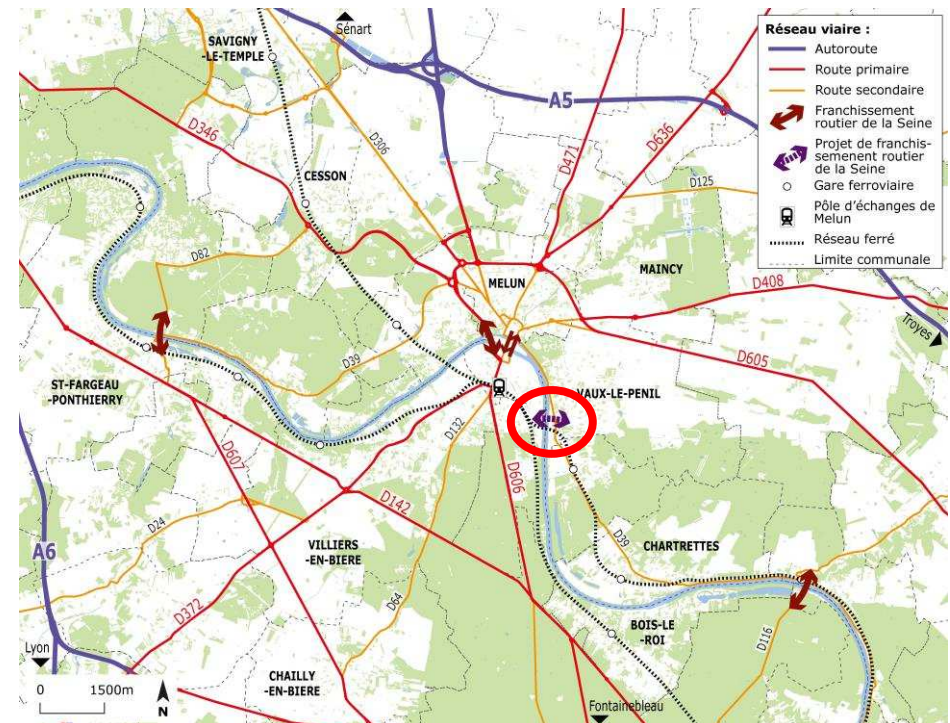 Sénart
SAVIGNY
-LE-TEMPLE
Réseau viaire :
Autoroute
Route primaire
Route secondaire
Franchissement
routier de la Seine
Projet de franchis-
semenent routier
de la Seine
Gare ferroviaire
Pôle d'échanges de
Melun
Réseau ferré
Limite communale
A5
D346
D306
D471
D636
CESSON
D125
D82
MELUN
MAINCY
D408
Troyes
D39
D605
ST-FARGEAU
-PONTHIERRY
VAUX-LE-PENIL
D132
D607
D606
D142
D24
A6
VILLIERS
-EN-BIERE
D39
CHARTRETTES
D372
D64
BOIS-LE
-ROI
D116
Lyon
0 1500m
N
CHAILLY
-EN-BIERE
Fontainebleau